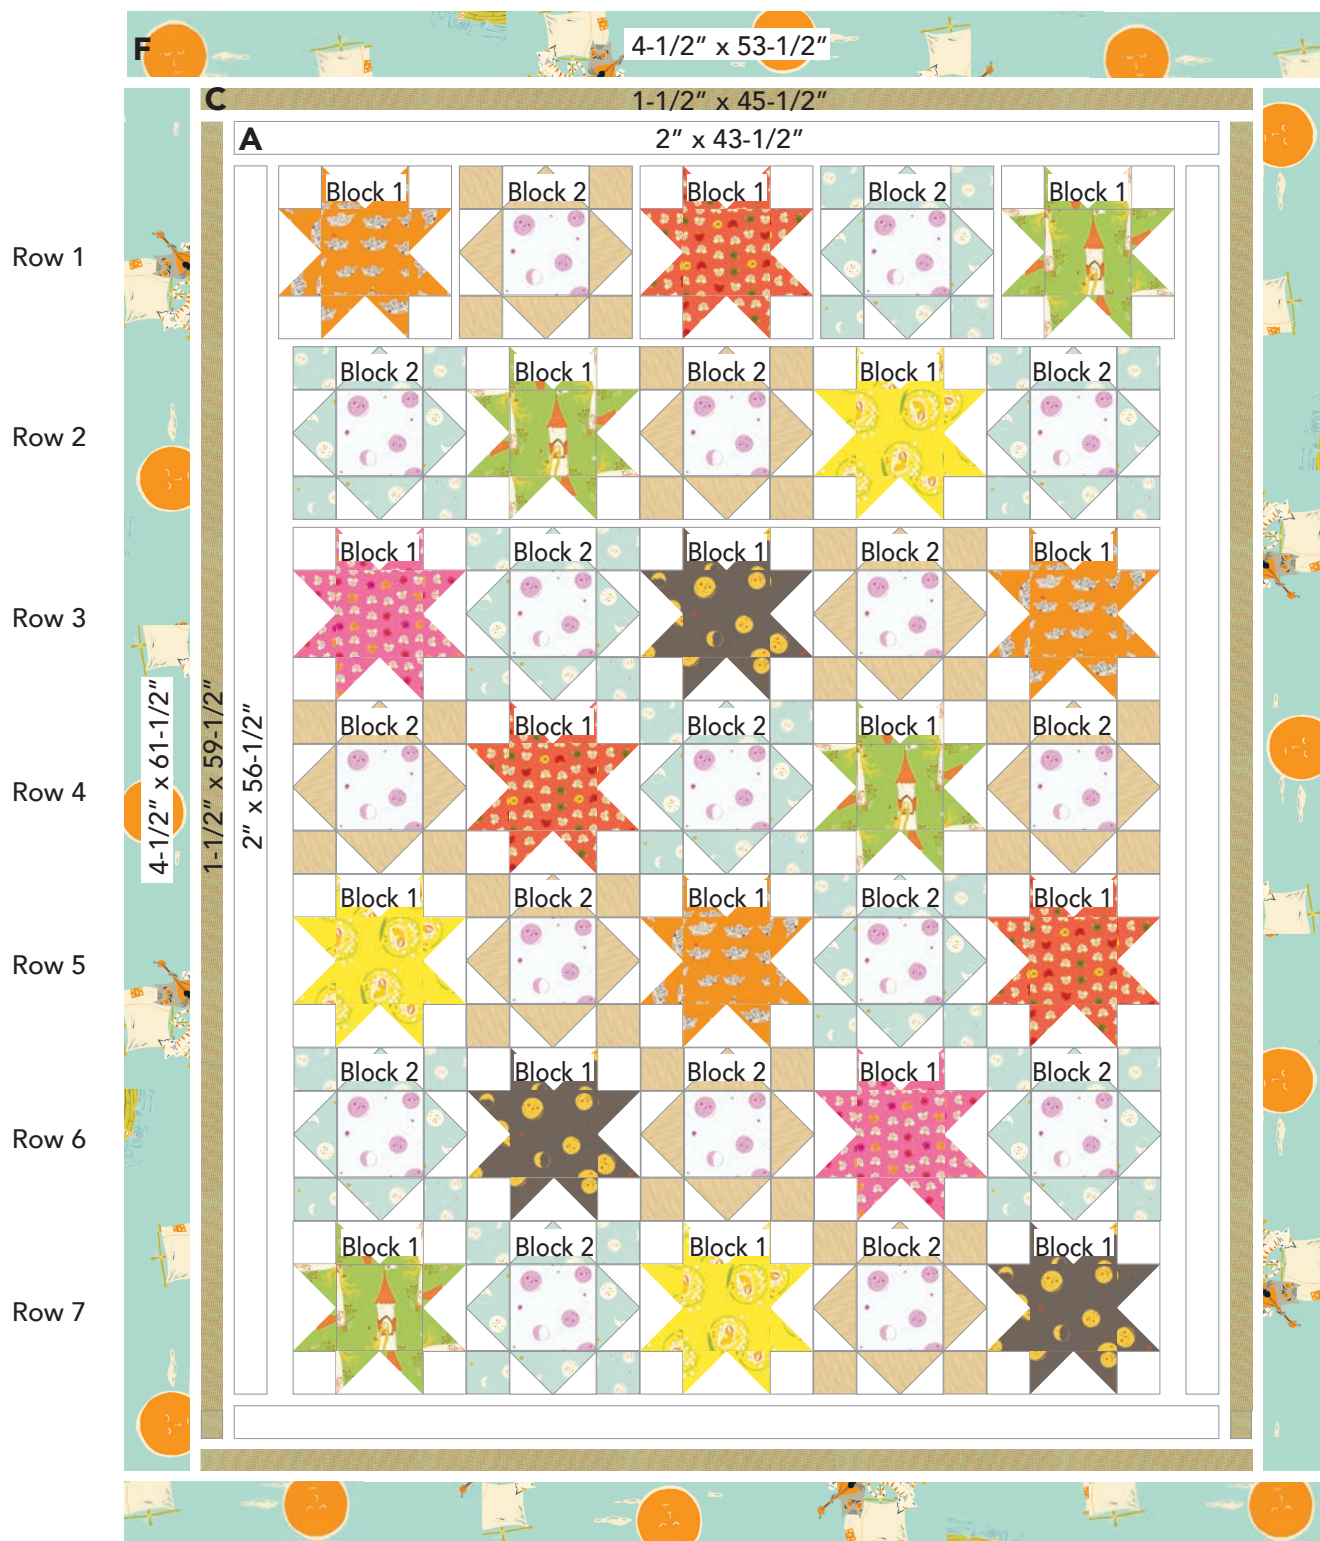 F 4-1/2” x 53-1/2”
C 1-1/2” x 45-1/2”
A 2” x 43-1/2”
Row 1 Block 1 Block 2 Block 1 Block 2 Block 1
Row 2 Block 2 Block 1 Block 2 Block 1 Block 2
Row 3 Block 1 Block 2 Block 1 Block 2 Block 1
4-1/2” x 61-1/2”
1-1/2” x 59-1/2”
2” x 56-1/2”
Row 4 Block 2 Block 1 Block 2 Block 1 Block 2
Row 5 Block 1 Block 2 Block 1 Block 2 Block 1
Row 6 Block 2 Block 1 Block 2 Block 1 Block 2
Row 7 Block 1 Block 2 Block 1 Block 2 Block 1